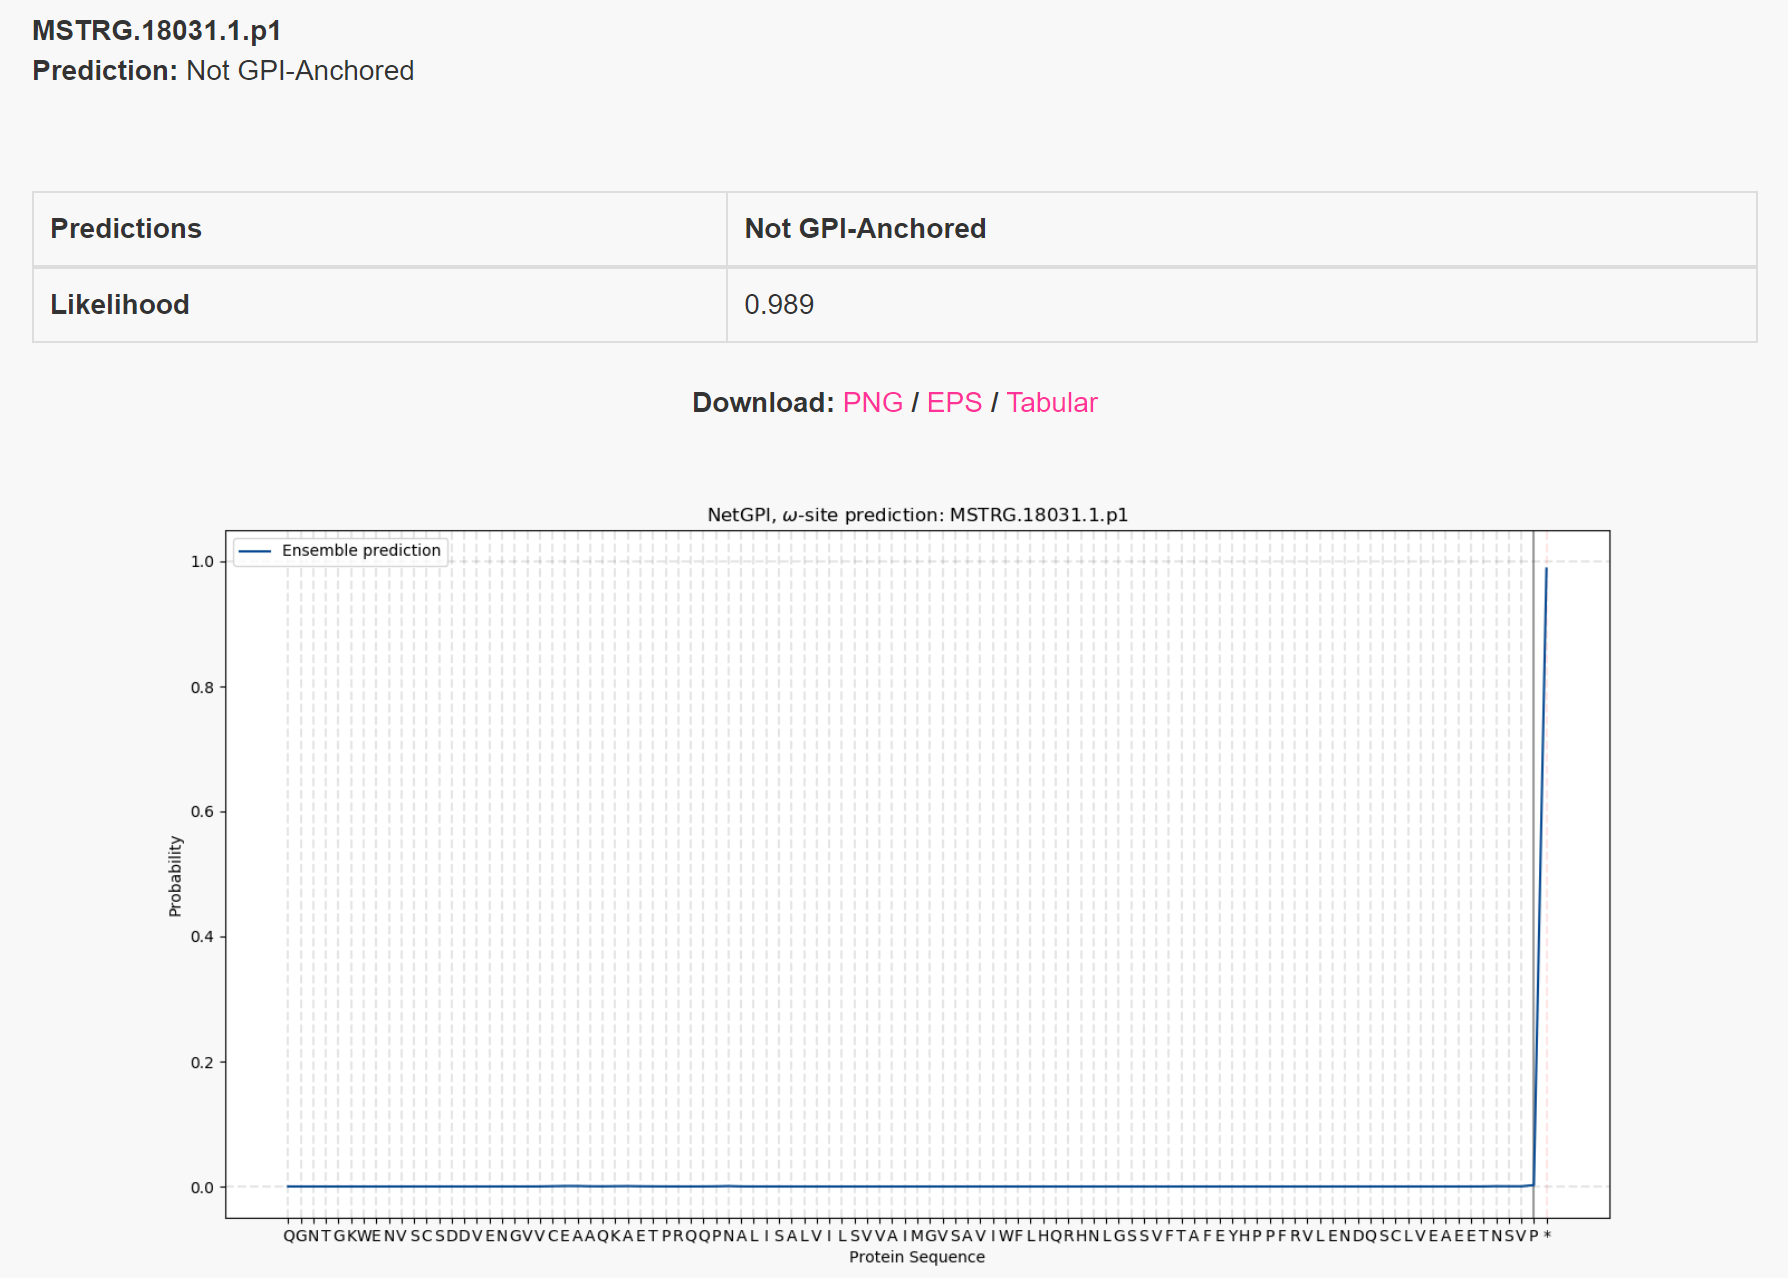 MSTRG.18031.1.p1
Prediction: Not GPI-Anchored
Predictions Not GPI-Anchored
Likelihood 0.989
Download: PNG / EPS / Tabular
NetGPI, ω-site prediction: MSTRG.18031.1.p1
Ensemble prediction
1.0
0.8
0.6
0.4
0.2
0.0
Probability
QGNTGKWENVSCSDDVENGVVCEAAQKAETPRQQPNALISALVILSVVAIMGVSAVIWFLHQRHNLGSSVFTAFEYHPPFRVLENDQSCLVEAEETNSVP*
Protein Sequence